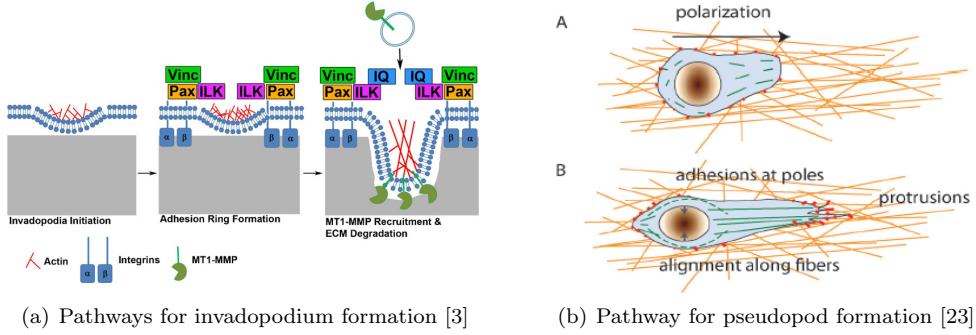 Vinc
Pax
ILK
ILK
Vinc
Pax
α
β
α
β
Invadopodia Initiation
Adhesion Ring Formation
Vinc
Pax
ILK
IQ
IQ
ILK
Vinc
Pax
α
β
α
β
MT1-MMP Recruitment &
ECM Degradation
Actin
α
β
Integrins
MT1-MMP
(a) Pathways for invadopodium formation [3]
A
polarization
B
adhesions at poles
protrusions
alignment along fibers
(b) Pathway for pseudopod formation [23]